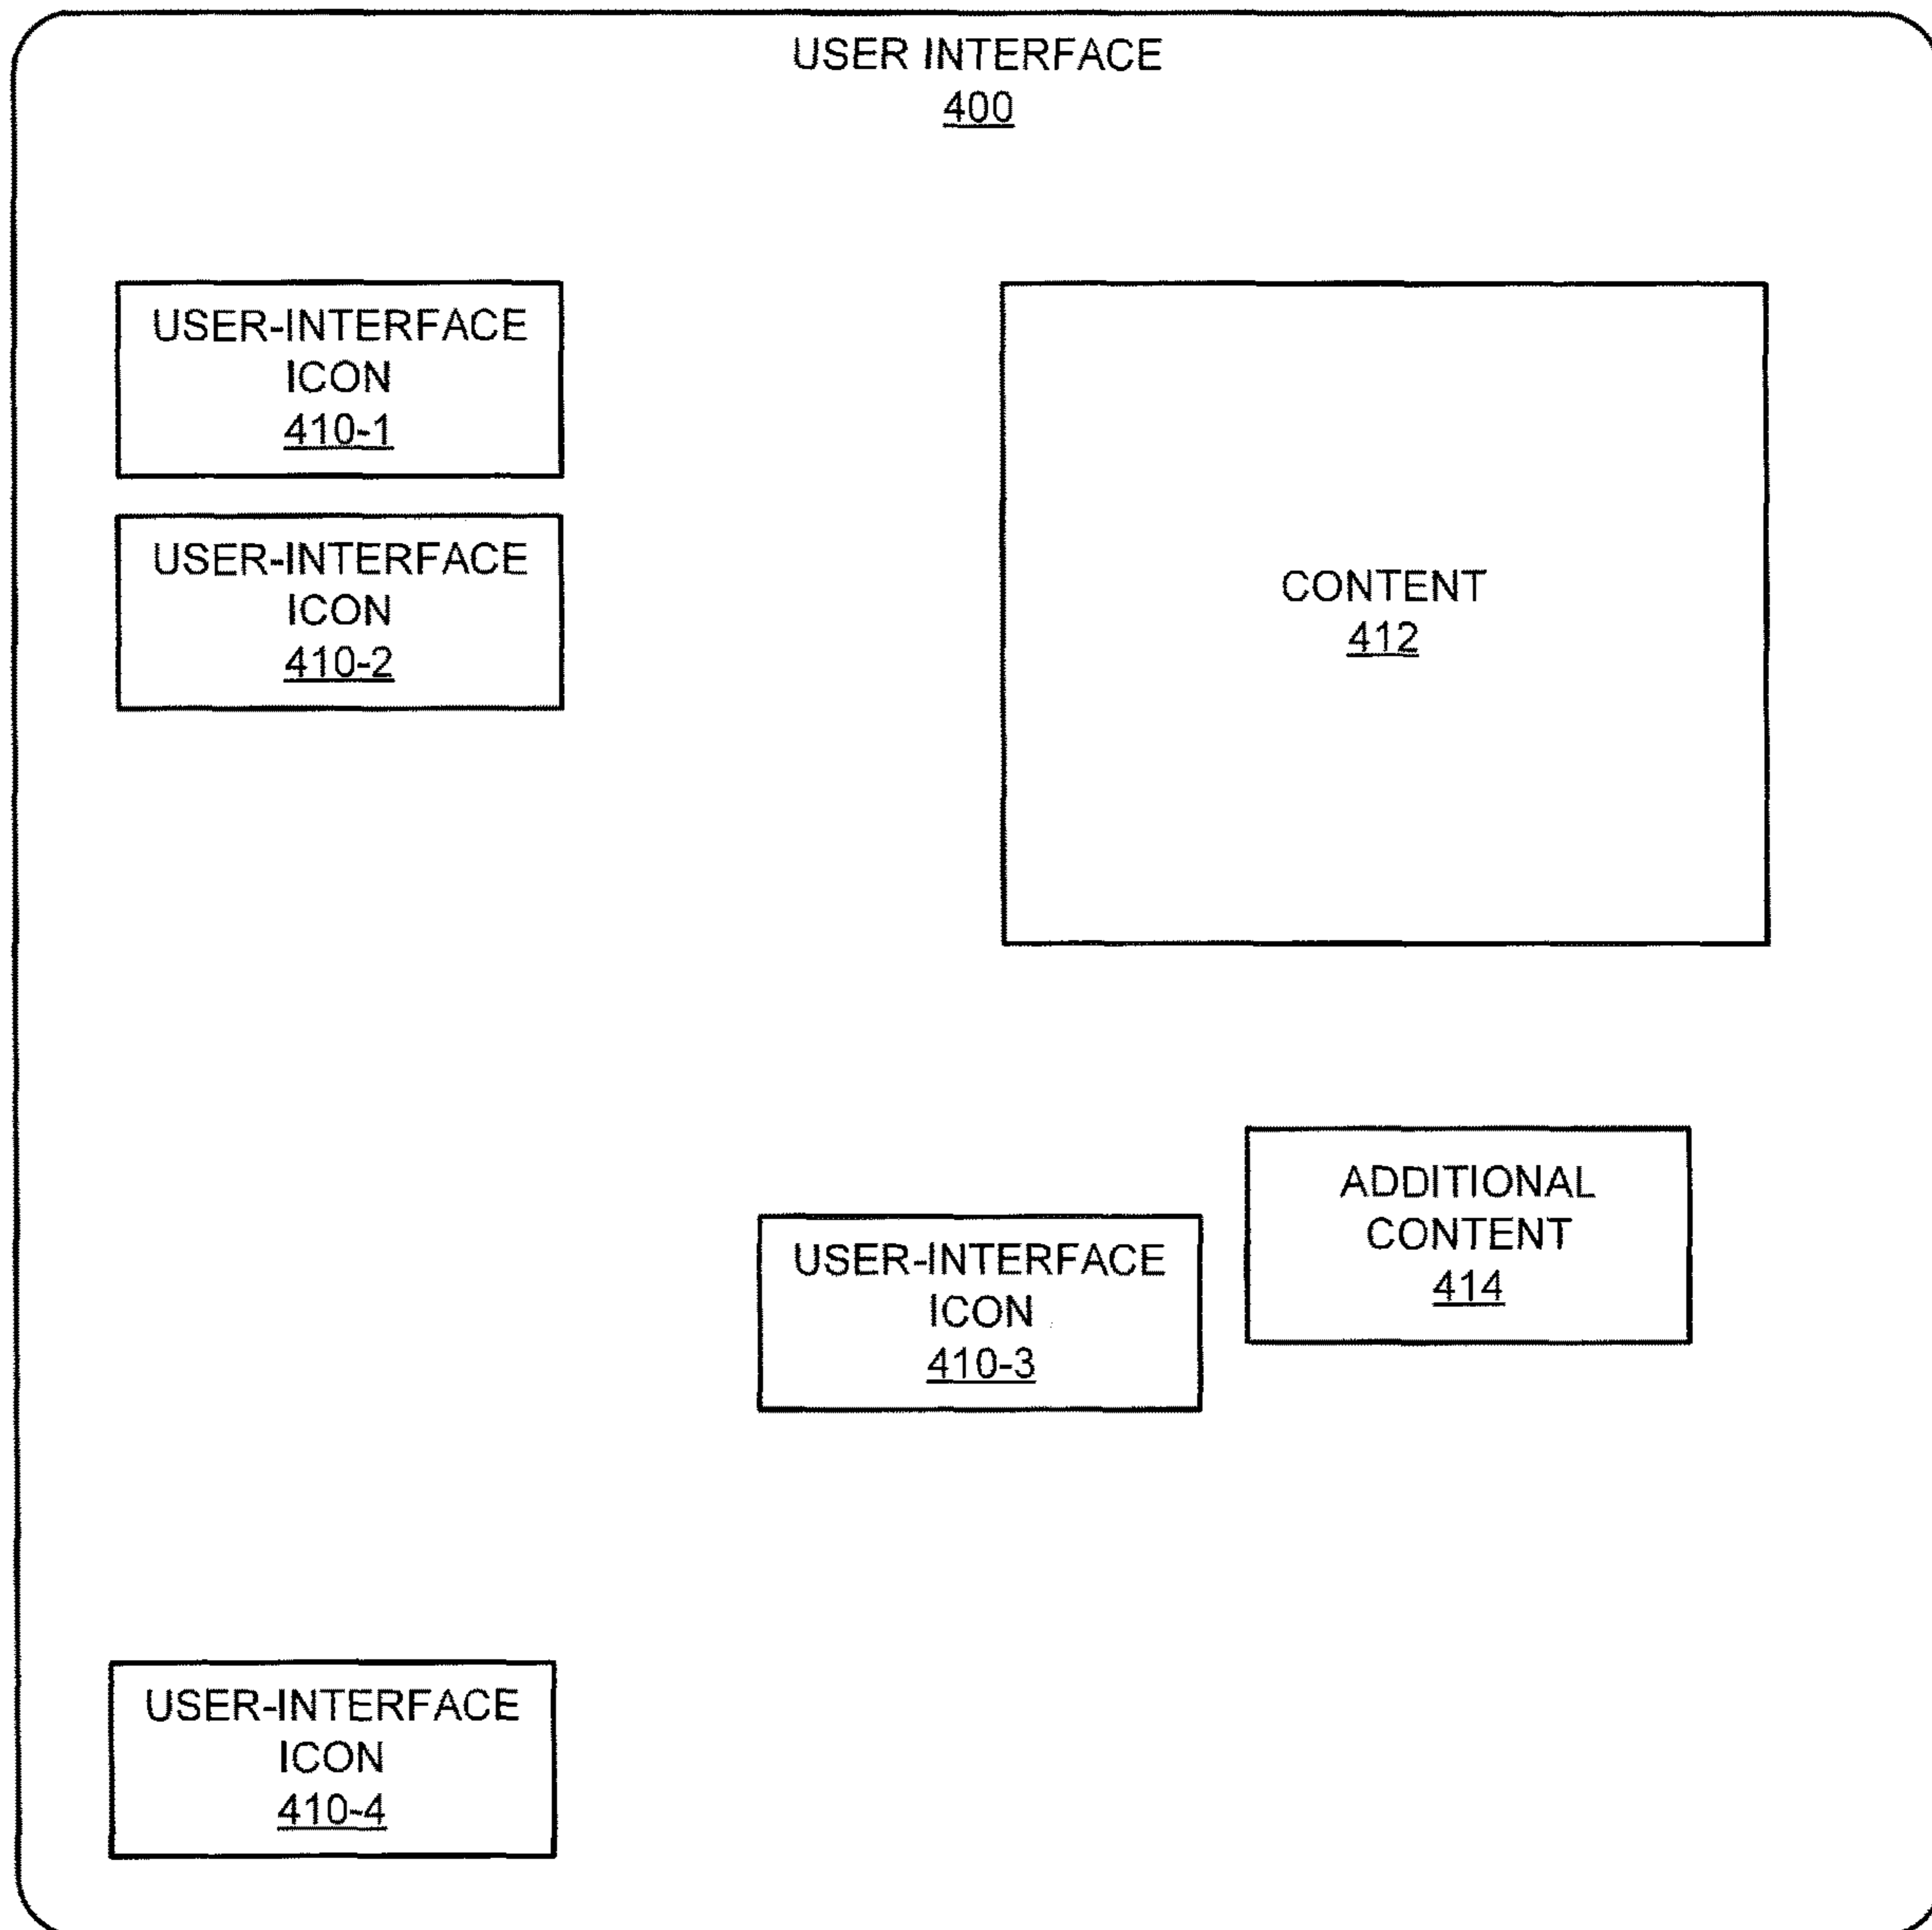 USER INTERFACE
400
USER-INTERFACE
ICON
410-1
USER-INTERFACE
ICON
410-2
CONTENT
412
ADDITIONAL
CONTENT
414
USER-INTERFACE
ICON
410-3
USER-INTERFACE
ICON
410-4